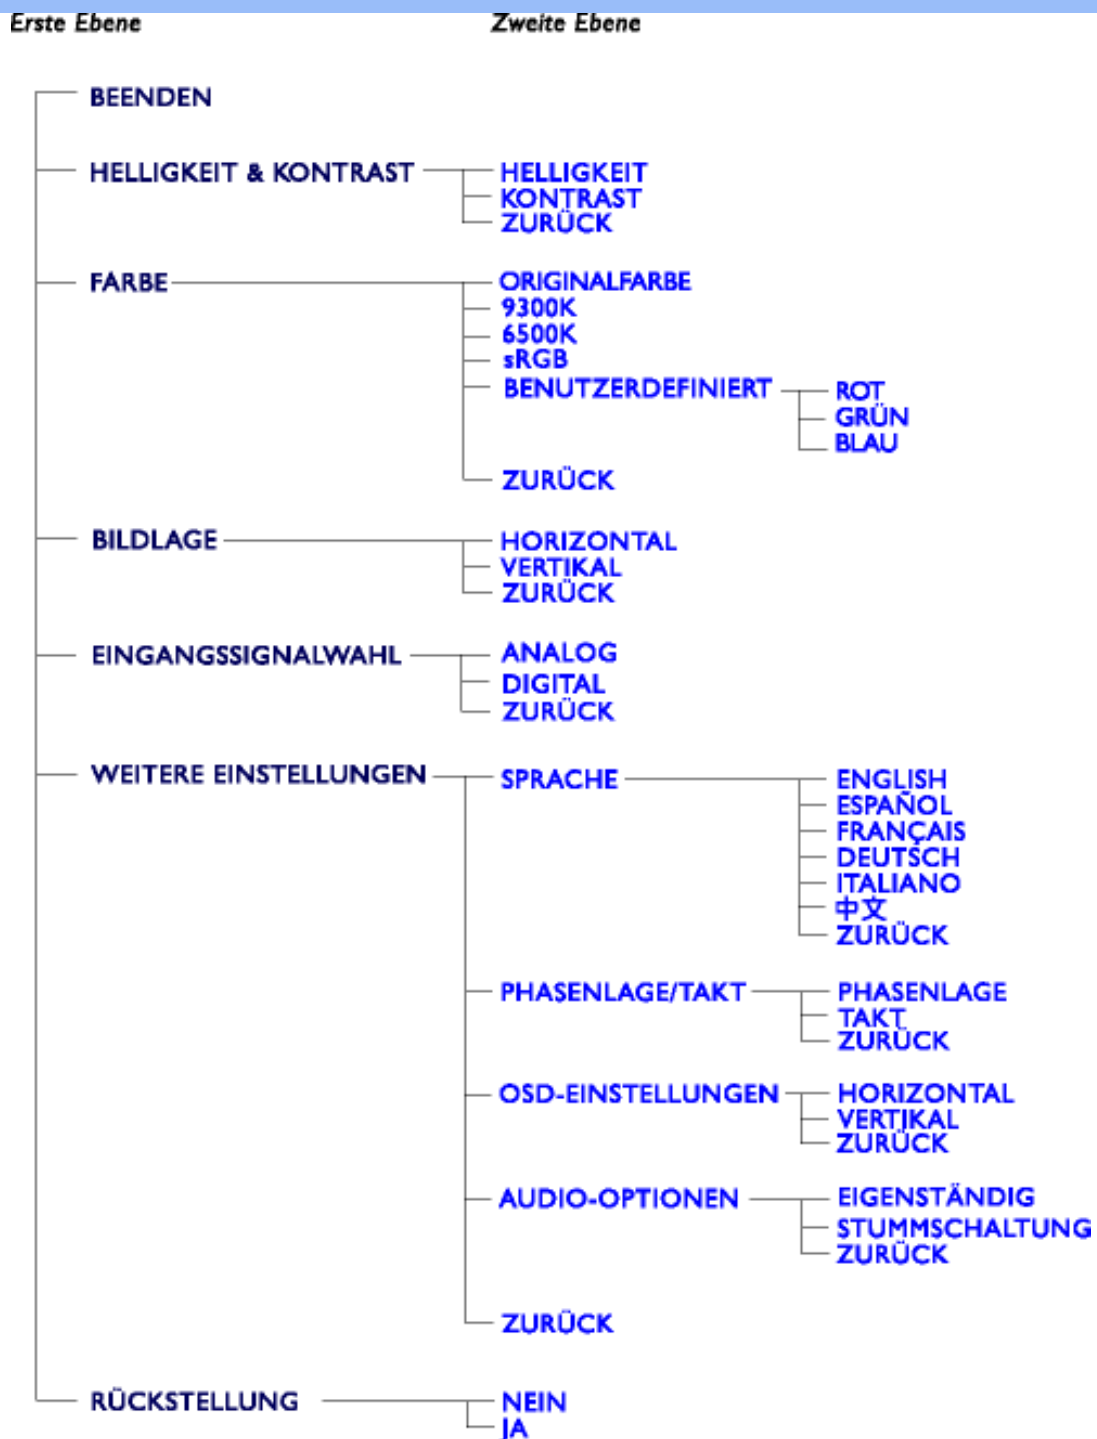 Erste Ebene Zweite Ebene
BEENDEN
HELLIGKEIT & KONTRAST HELLIGKEIT
KONTRAST
ZURÜCK
FARBE ORIGINALFARBE
9300K
6500K
sRGB
BENUTZERDEFINIERT ROT
GRÜN
BLAU
ZURÜCK
BILDLAGE HORIZONTAL
VERTIKAL
ZURÜCK
EINGANGSSIGNALWAHL ANALOG
DIGITAL
ZURÜCK
WEITERE EINSTELLUNGEN SPRACHE ENGLISH
ESPAÑOL
FRANÇAIS
DEUTSCH
ITALIANO
中文
ZURÜCK
PHASENLAGE/TAKT PHASENLAGE
TAKT
ZURÜCK
OSD-EINSTELLUNGEN HORIZONTAL
VERTIKAL
ZURÜCK
AUDIO-OPTIONEN EIGENSTÄNDIG
STUMMSCHALTUNG
ZURÜCK
ZURÜCK
RÜCKSTELLUNG NEIN
JA